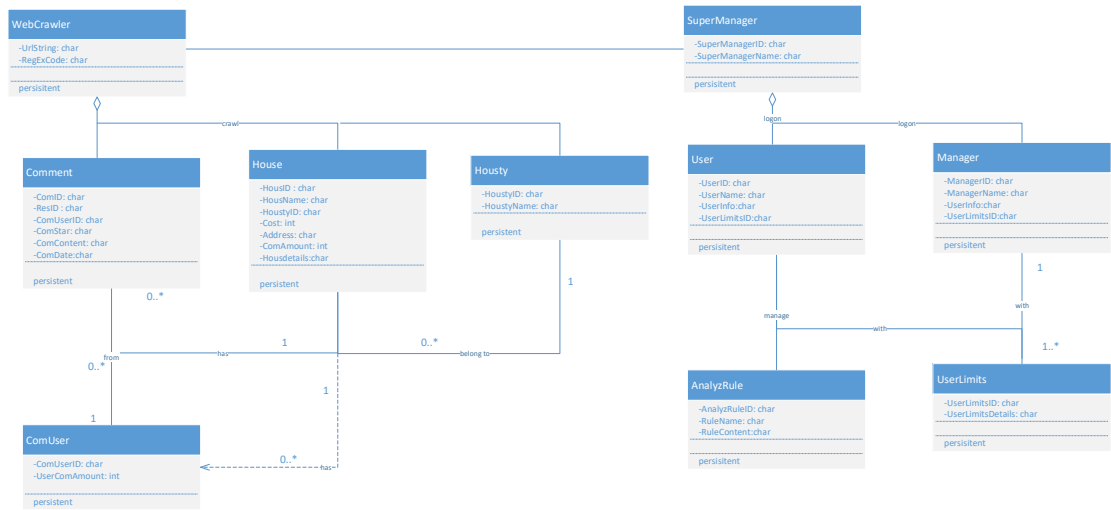 WebCrawler
-UrlString: char
-RegExCode: char
persisitent
SuperManager
-SuperManagerID: char
-SuperManagerName: char
persisitent
crawl
logon
logon
Comment
-ComID: char
-ResID : char
-ComUserID: char
-ComStar: char
-ComContent: char
-ComDate:char
persistent
House
-HousID : char
-HousName: char
-HoustyID: char
-Cost: int
-Address: char
-ComAmount: int
-Housdetails:char
persistent
Housty
-HoustyID: char
-HoustyName: char
persistent
User
-UserID: char
-UserName: char
-UserInfo:char
-UserLimitsID:char
persisitent
Manager
-ManagerID: char
-ManagerName: char
-UserInfo:char
-UserLimitsID:char
persisitent
0..*
1
1
manage
with
with
from
has
1
0..*
belong to
0..*
1..*
1
1
0..*
has
ComUser
-ComUserID: char
-UserComAmount: int
persistent
AnalyzRule
-AnalyzRuleID: char
-RuleName: char
-RuleContent:char
persisitent
UserLimits
-UserLimitsID: char
-UserLimitsDetails: char
persisitent